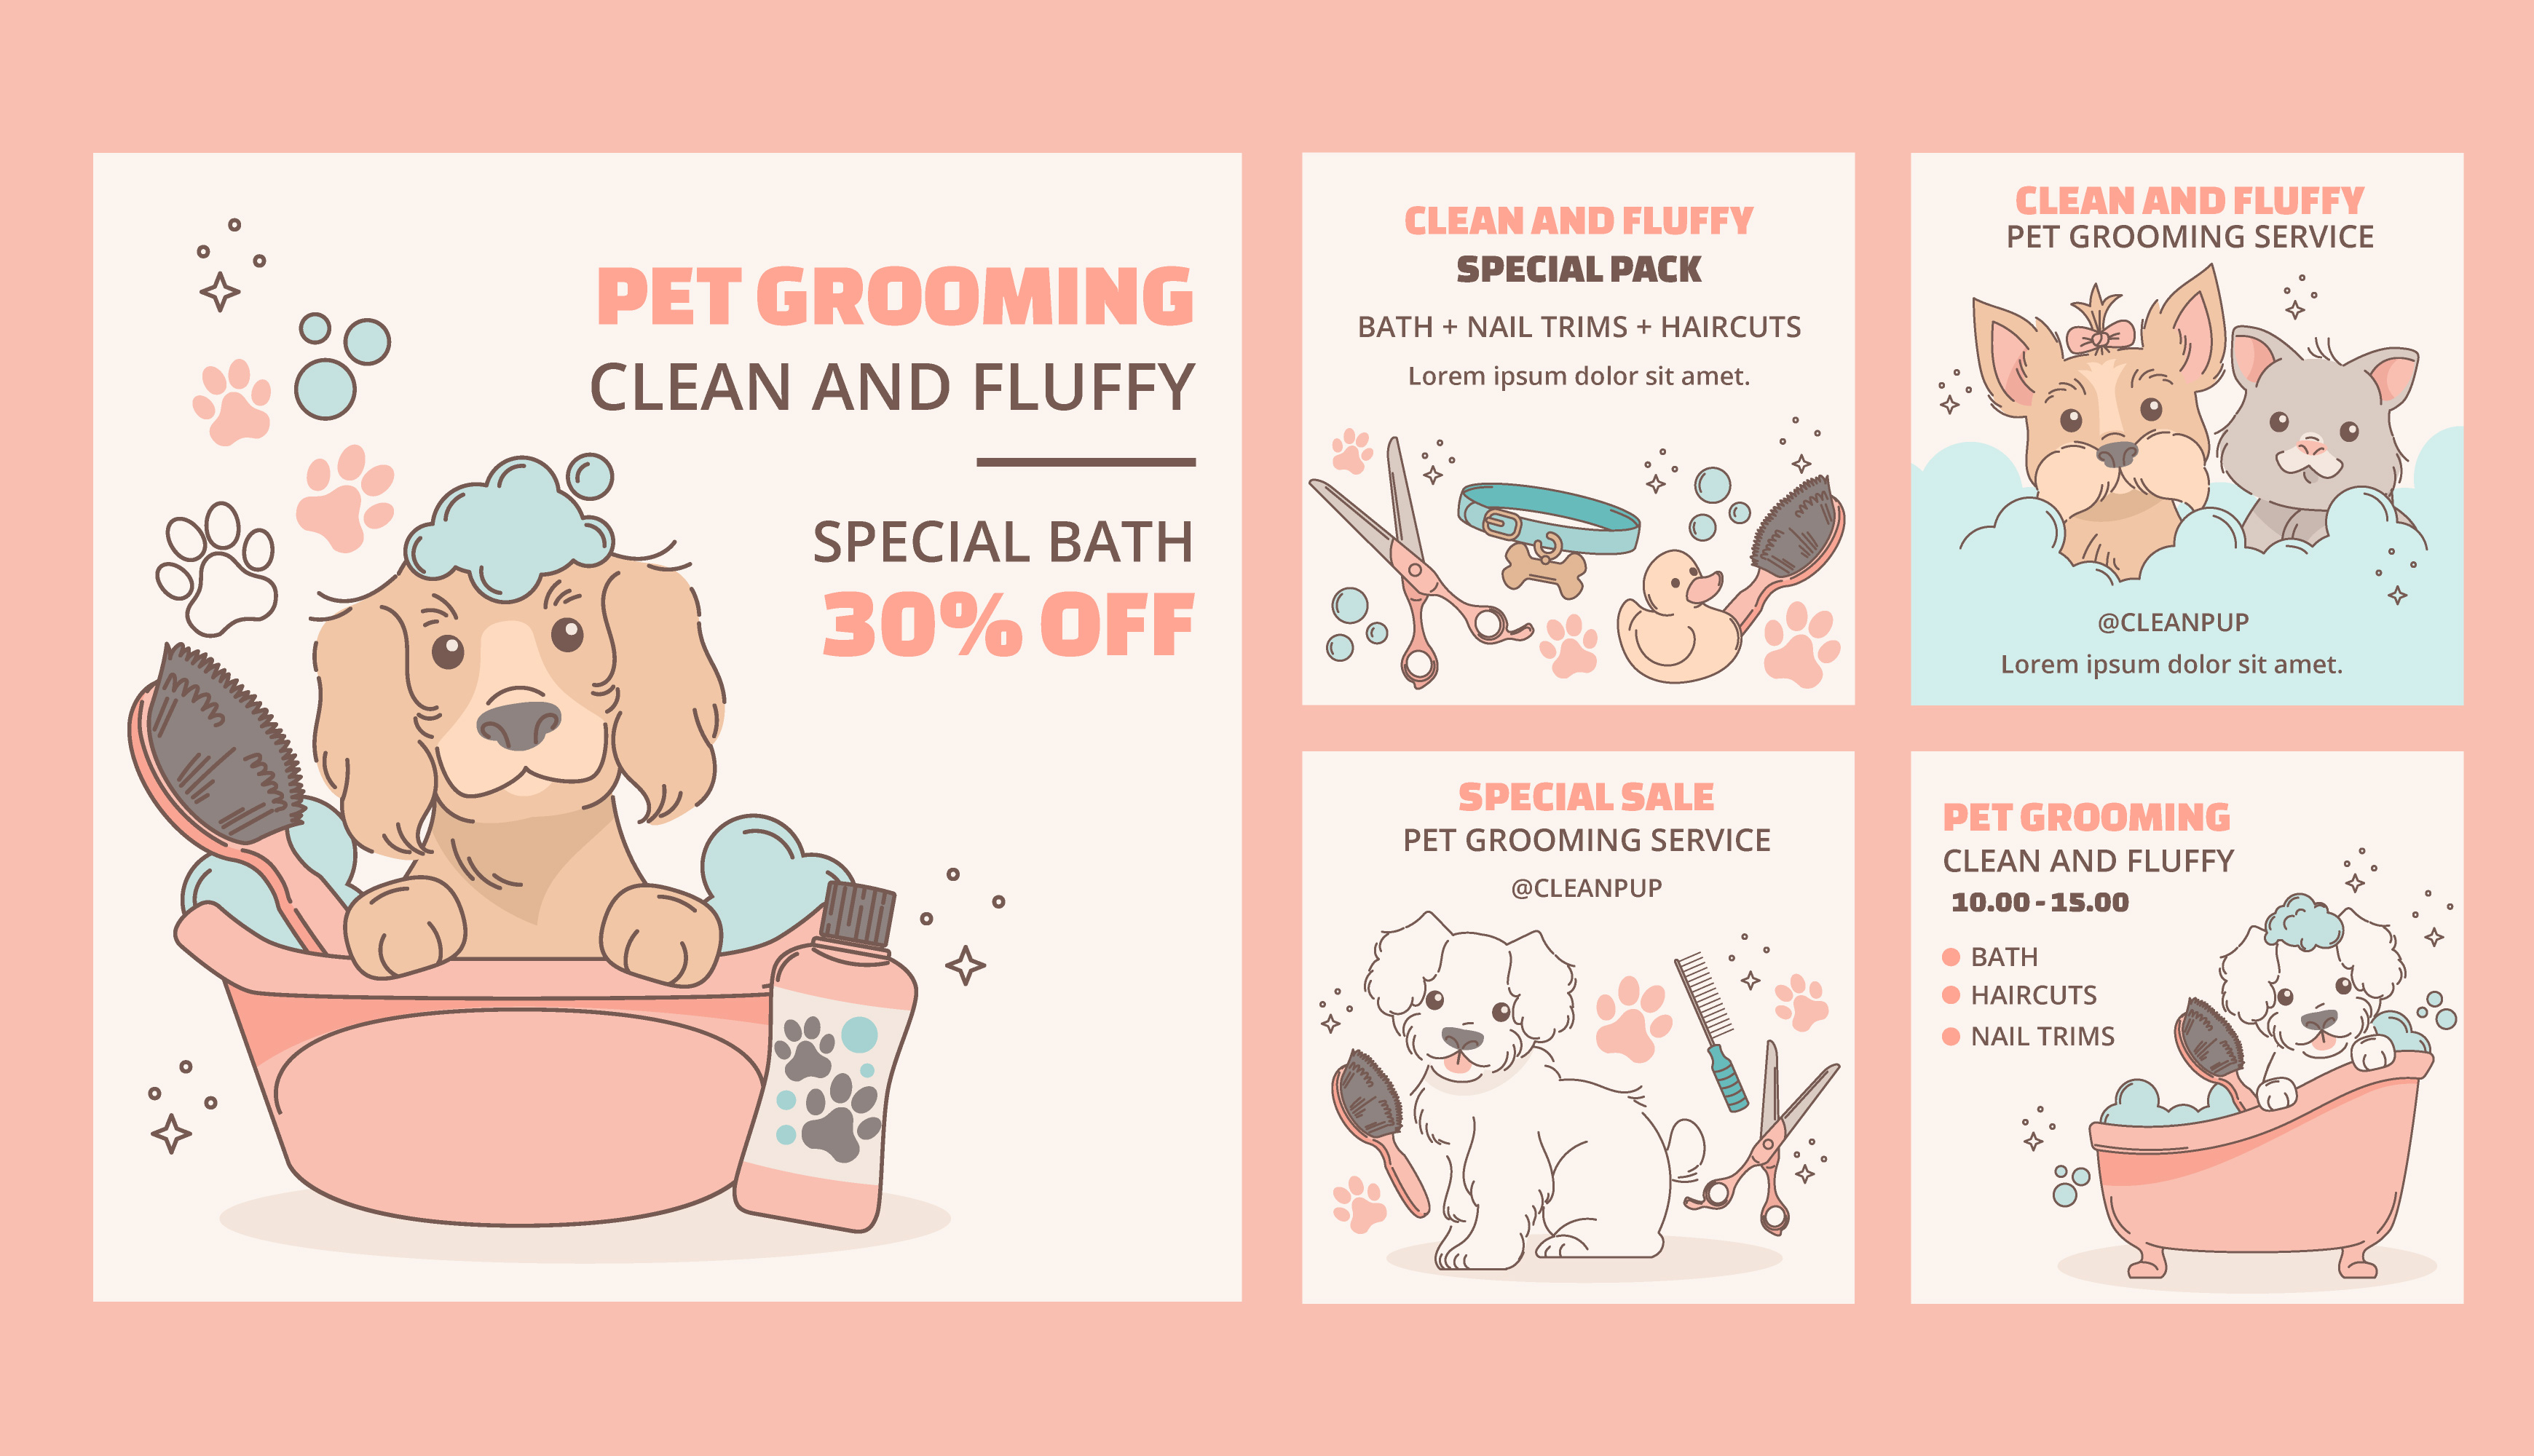 PET GROOMING
CLEAN AND FLUFFY
SPECIAL BATH
30% OFF
CLEAN AND FLUFFY
SPECIAL PACK
BATH + NAIL TRIMS + HAIRCUTS
Lorem ipsum dolor sit amet.
CLEAN AND FLUFFY
PET GROOMING SERVICE
@CLEANPUP
Lorem ipsum dolor sit amet.
SPECIAL SALE
PET GROOMING SERVICE
@CLEANPUP
PET GROOMING
CLEAN AND FLUFFY
10.00 - 15.00
BATH
HAIRCUTS
NAIL TRIMS